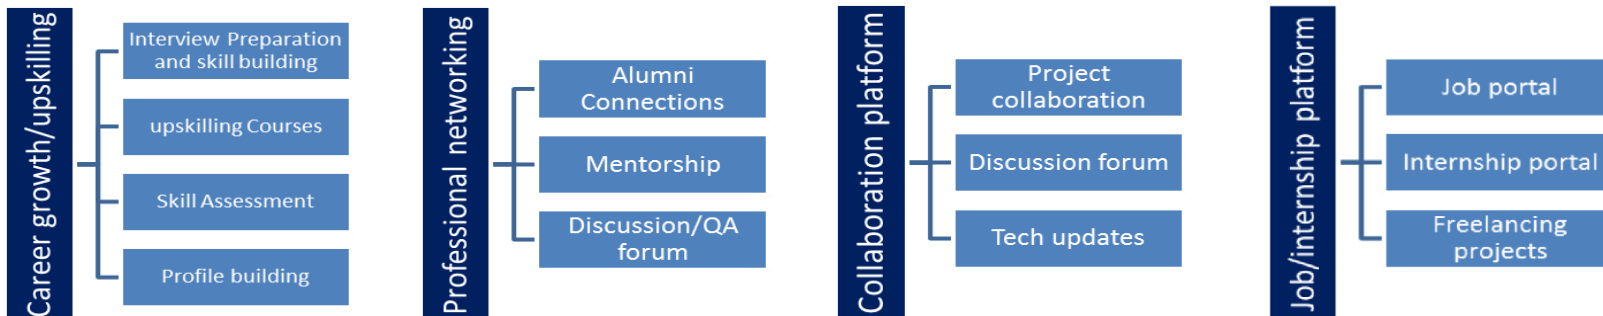 Career growth/upskilling
Interview Preparation
and skill building
upskilling Courses
Skill Assessment
Profile building
Professional networking
Alumni
Connections
Mentorship
Discussion/QA
forum
Collaboration platform
Project
collaboration
Discussion forum
Tech updates
Job/internship platform
Job portal
Internship portal
Freelancing
projects